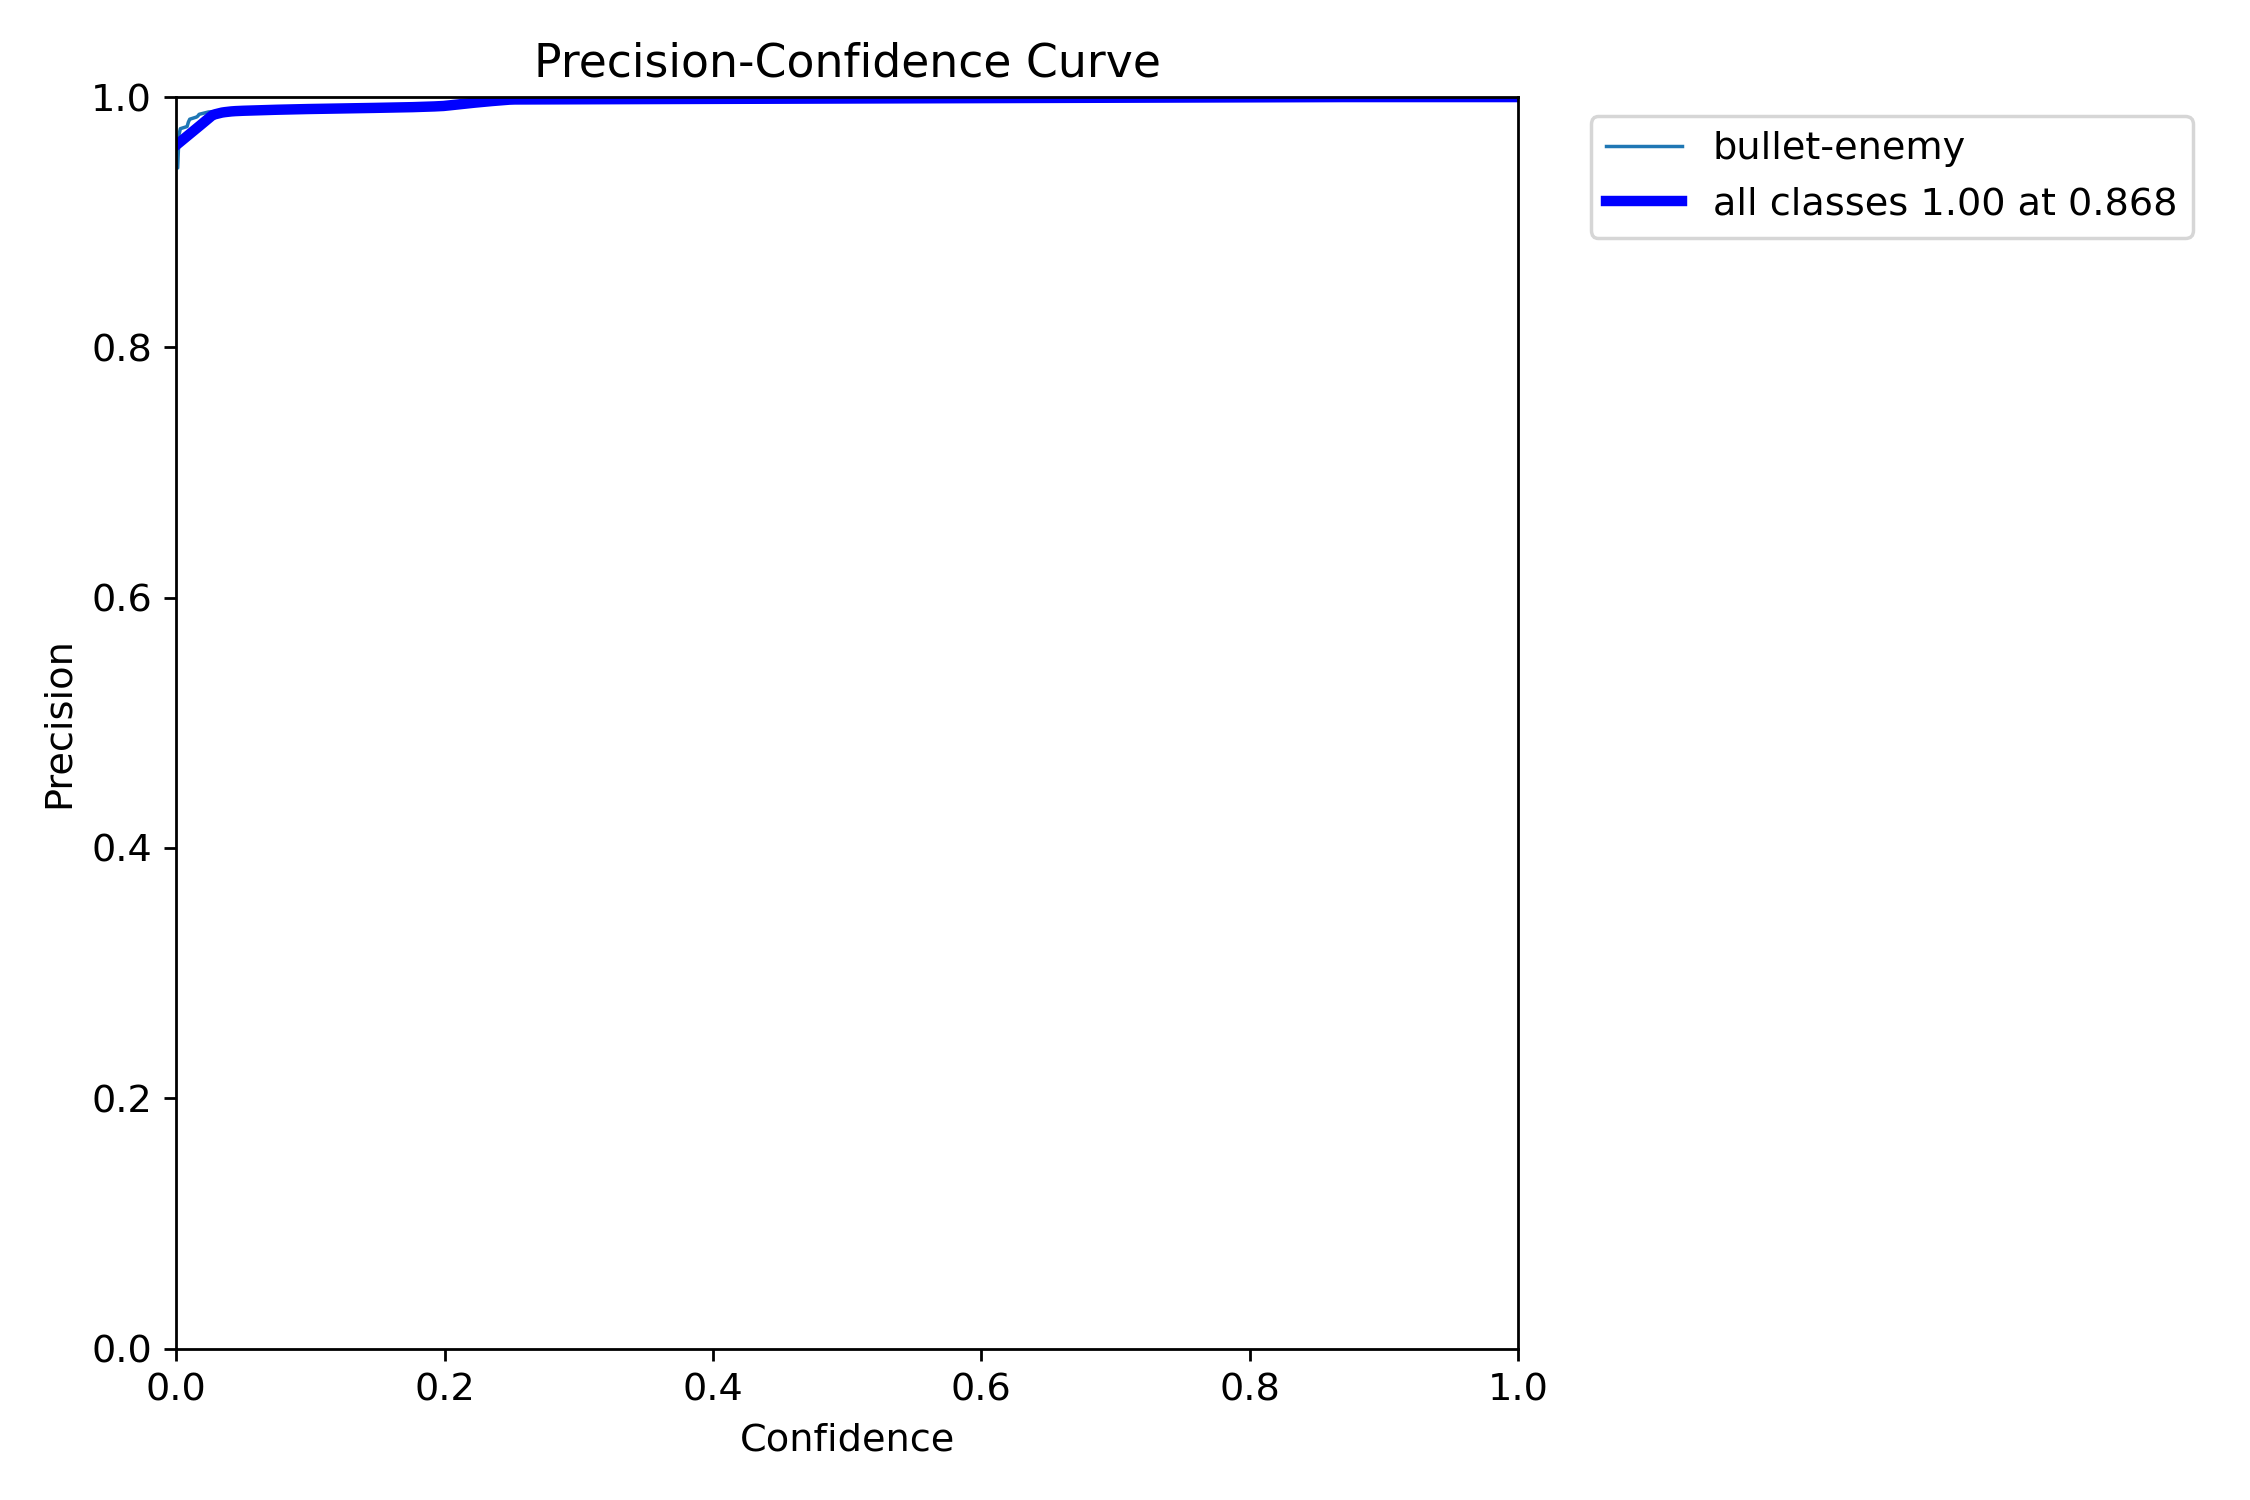 Precision-Confidence Curve
1.0
0.8
0.6
0.4
0.2
0.0
Precision
0.0 0.2 0.4 0.6 0.8 1.0
Confidence
bullet-enemy
all classes 1.00 at 0.868